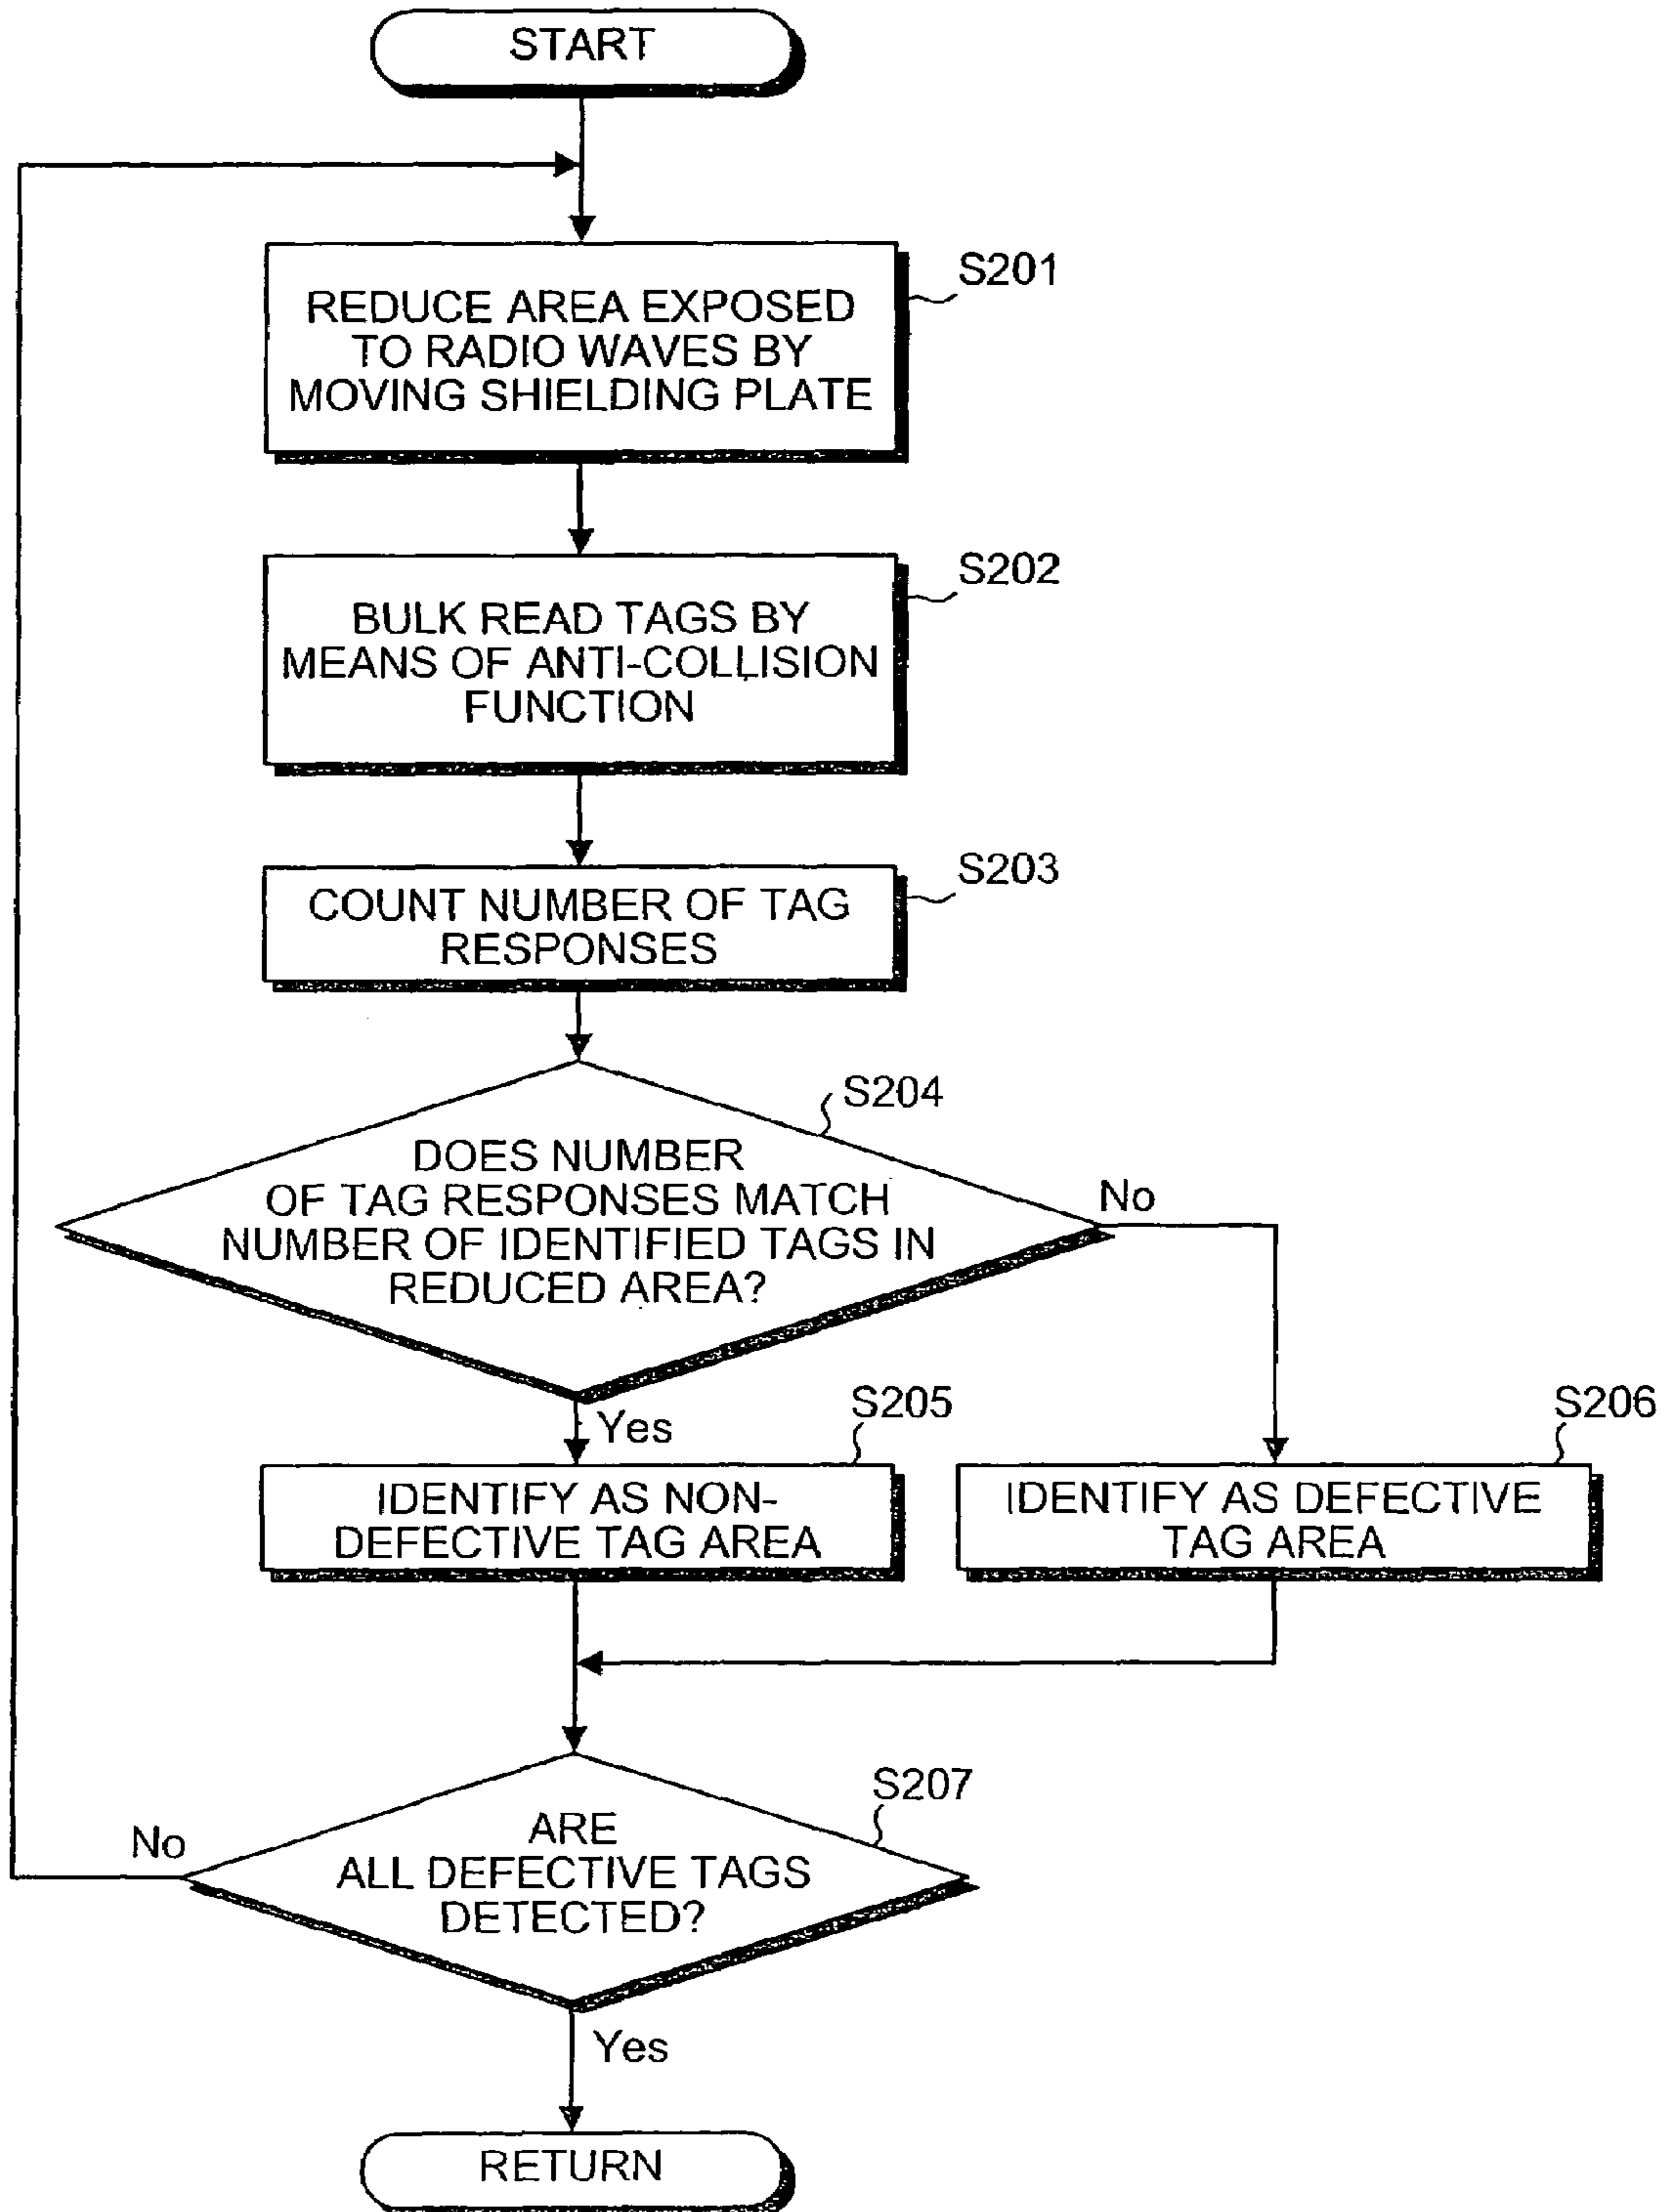 START
S201
REDUCE AREA EXPOSED
TO RADIO WAVES BY
MOVING SHIELDING PLATE
S202
BULK READ TAGS BY
MEANS OF ANTI-COLLISION
FUNCTION
S203
COUNT NUMBER OF TAG
RESPONSES
S204
DOES NUMBER
OF TAG RESPONSES MATCH
NUMBER OF IDENTIFIED TAGS IN
REDUCED AREA?
No
Yes
S205
IDENTIFY AS NON-
DEFECTIVE TAG AREA
S206
IDENTIFY AS DEFECTIVE
TAG AREA
S207
ARE
ALL DEFECTIVE TAGS
DETECTED?
No
Yes
RETURN